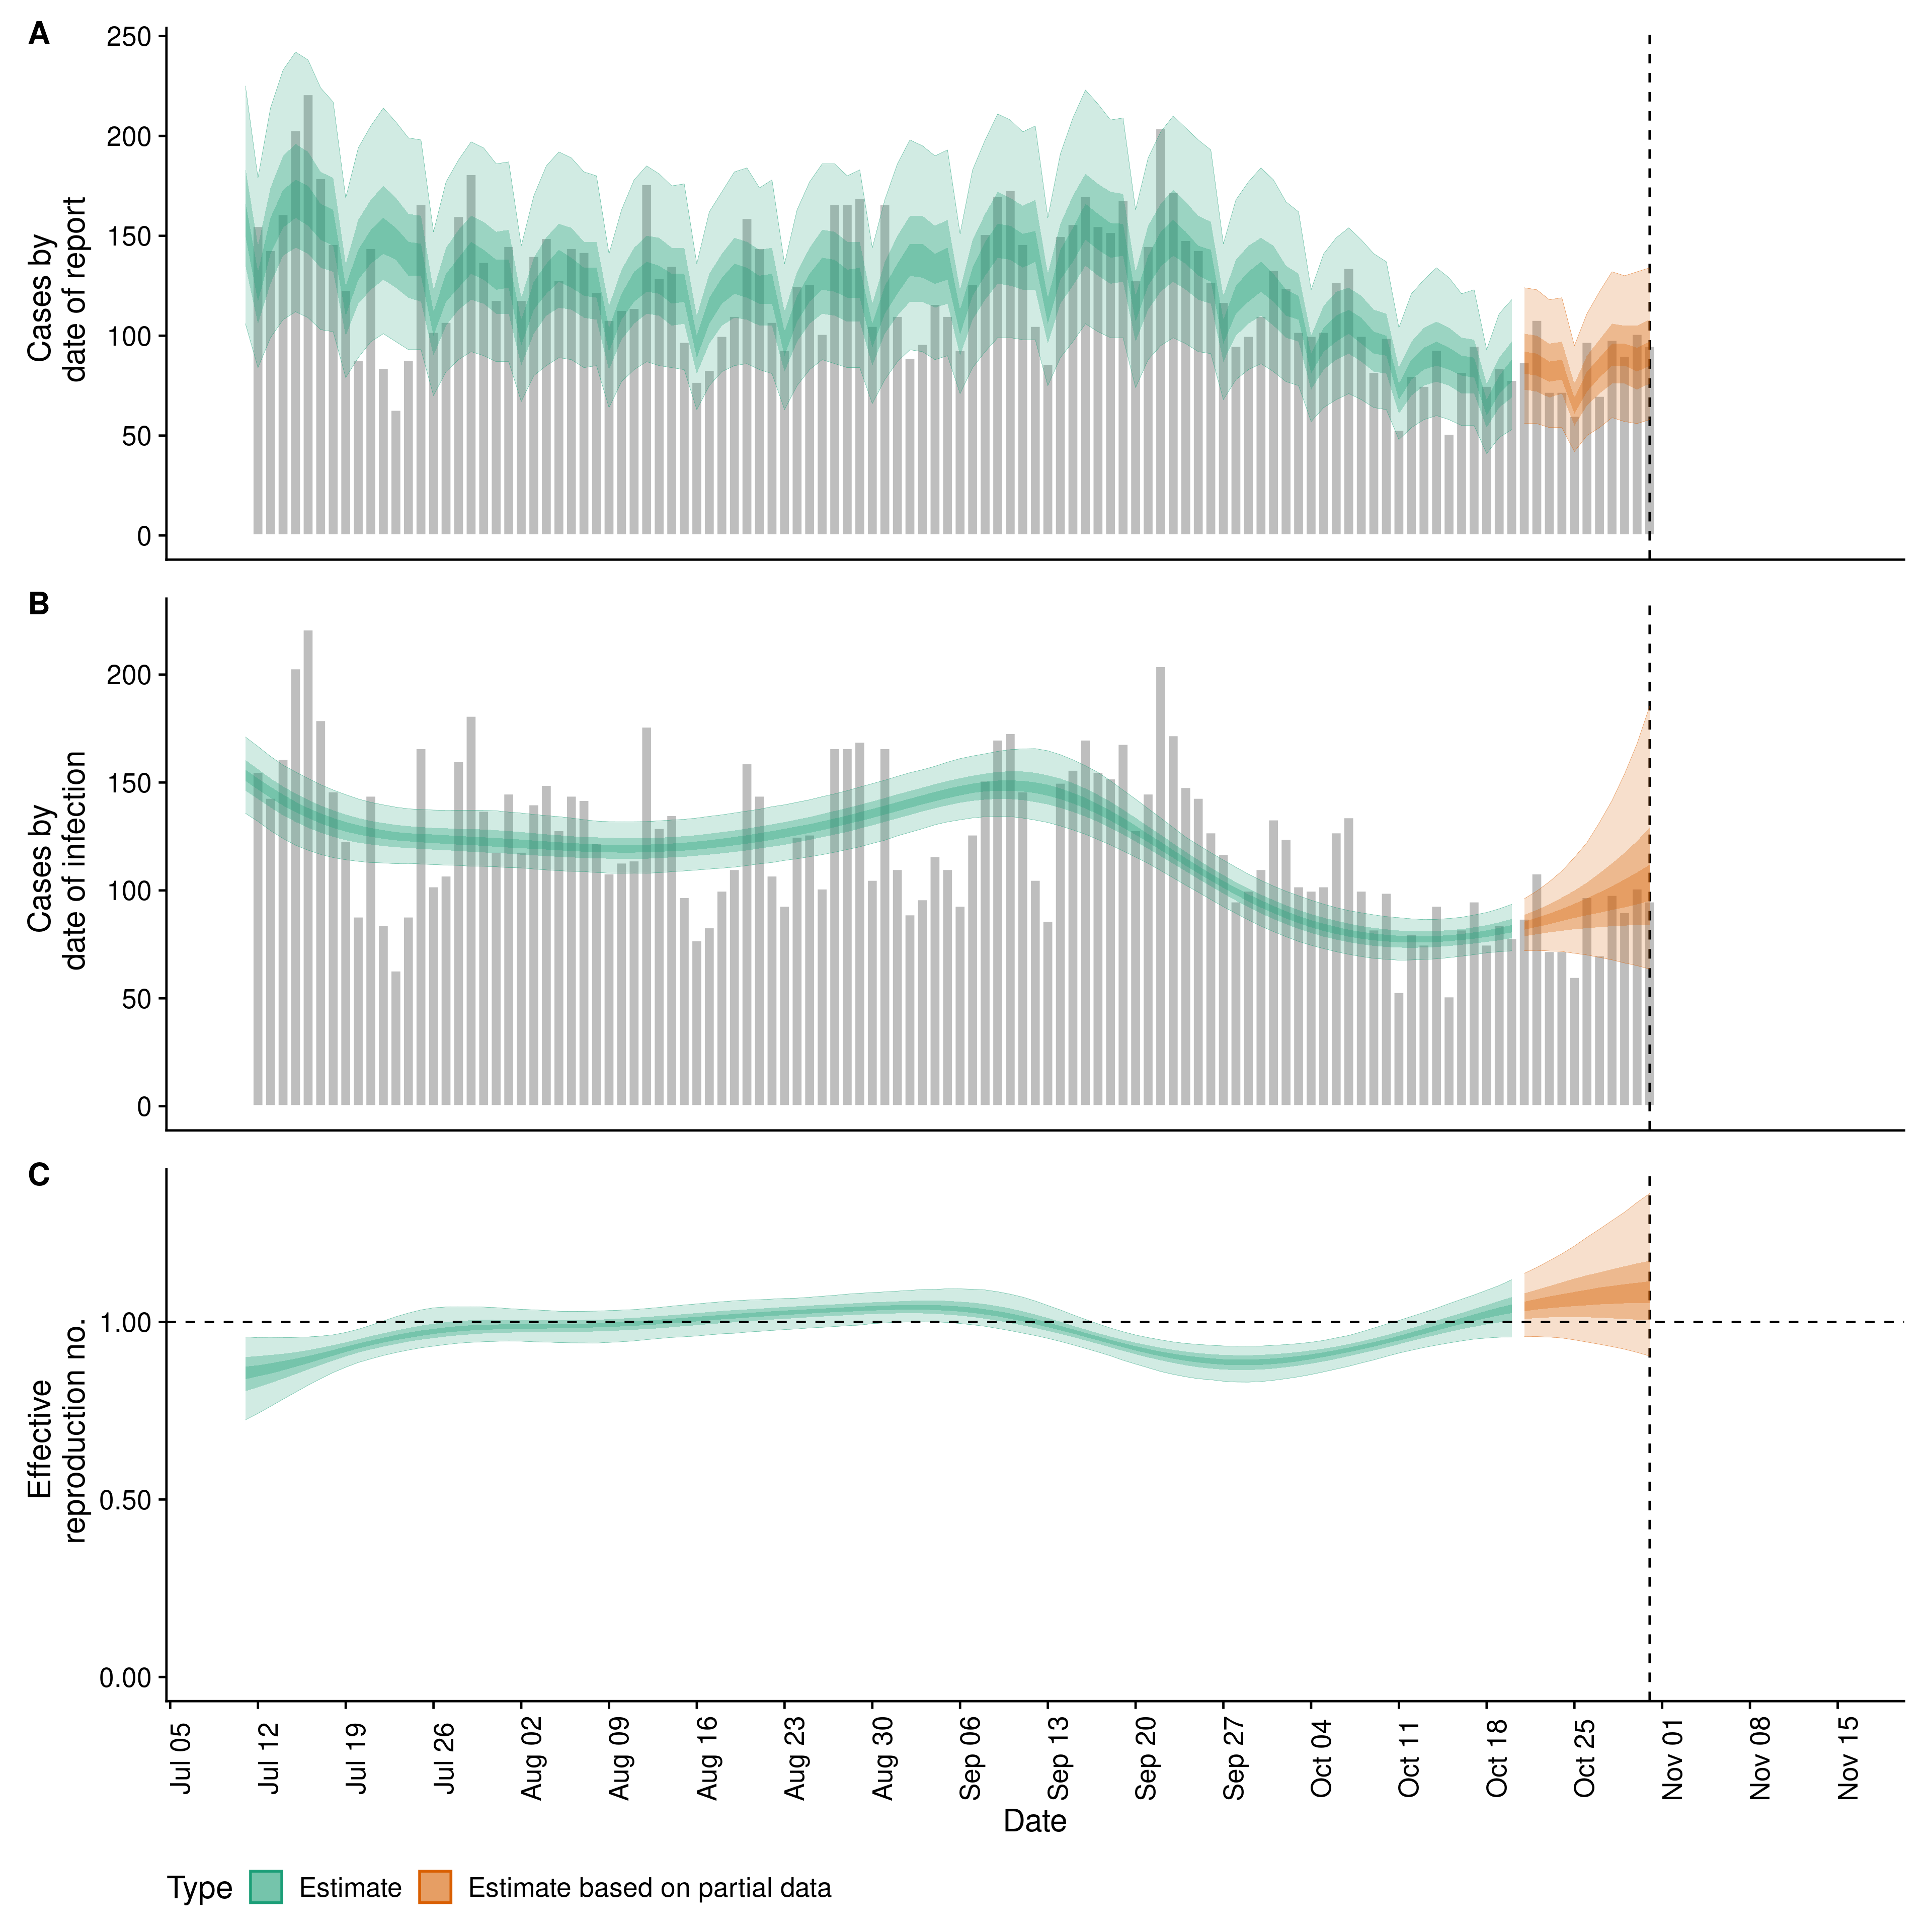 A
250
200
150
100
50
0
Cases by
date of report
B
200
150
100
50
0
Cases by
date of infection
C
1.00
0.50
0.00
Effective
reproduction no.
Jul 05
Jul 12
Jul 19
Jul 26
Aug 02
Aug 09
Aug 16
Aug 23
Aug 30
Sep 06
Sep 13
Sep 20
Sep 27
Oct 04
Oct 11
Oct 18
Oct 25
Nov 01
Nov 08
Nov 15
Date
Type
Estimate
Estimate based on partial data